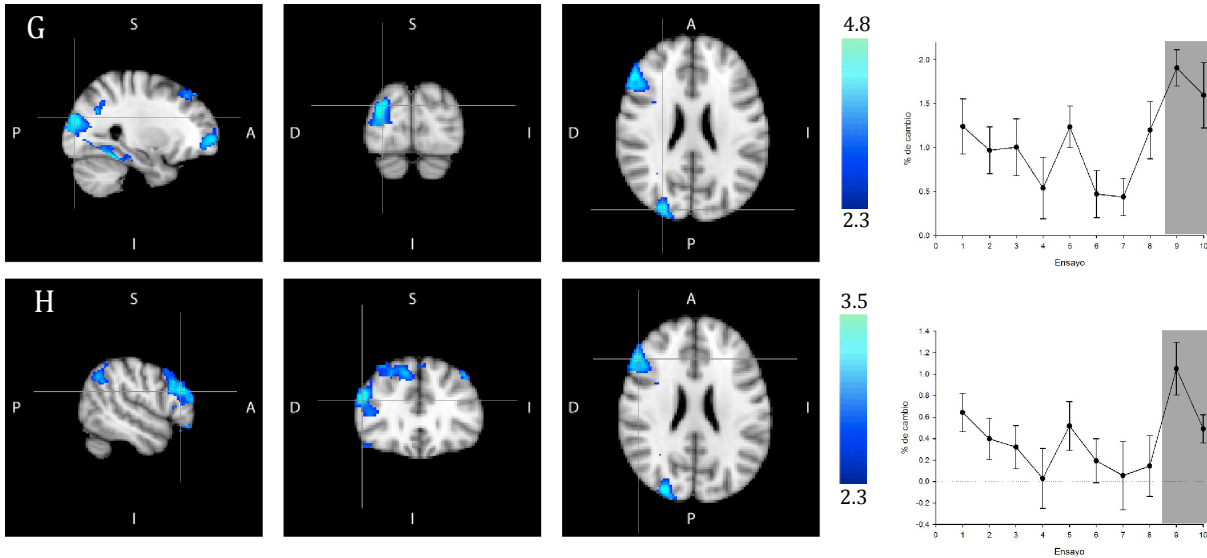 G
S
P
A
I
S
D
I
I
A
D
I
P
4.8
2.3
% de cambio
2.0
1.5
1.0
0.5
0.0
0 1 2 3 4 5 6 7 8 9 10
Ensayo
H
S
P
A
I
S
D
I
I
A
D
I
P
3.5
2.3
% de cambio
1.4
1.2
1.0
0.8
0.6
0.4
0.2
0.0
-0.2
-0.4
0 1 2 3 4 5 6 7 8 9 10
Ensayo